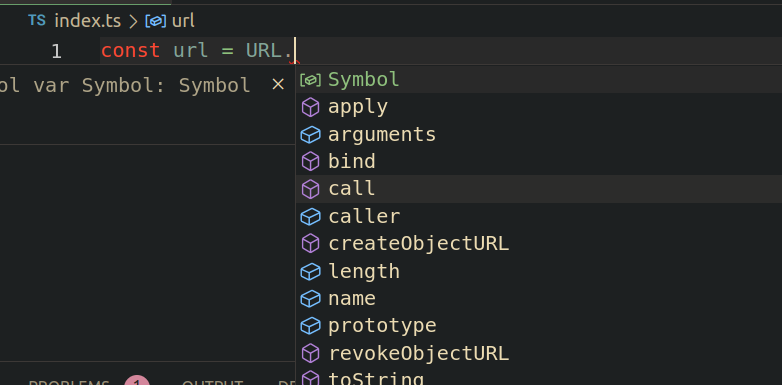 TS index.ts > url
1 const url = URL.
ol var Symbol: Symbol ×
Symbol
apply
arguments
bind
call
caller
createObjectURL
length
name
prototype
revokeObjectURL
toString
PROBLEMS 1 OUTPUT DE